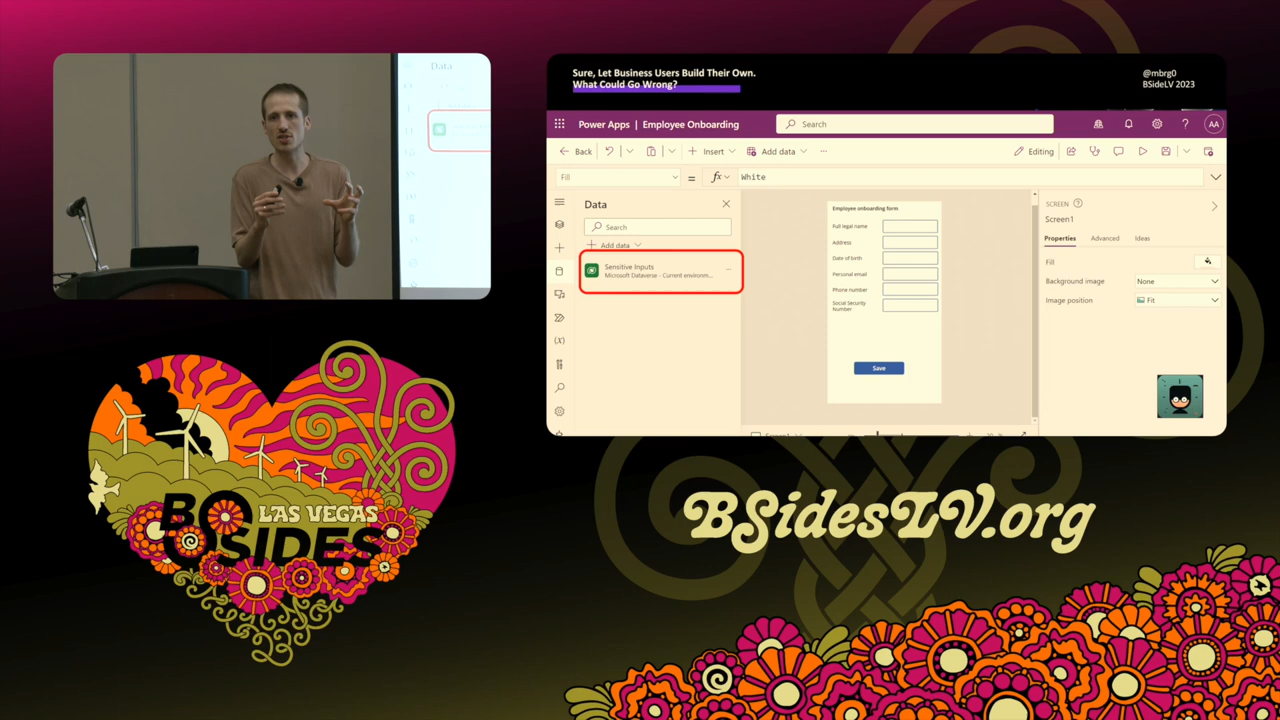 Data
Sure, Let Business Users Build Their Own.
What Could Go Wrong?
@mbrg0
BSideLV 2023
Power Apps | Employee Onboarding
Search
AA
Back
Insert
Add data
...
Editing
Fill
=
fx
White
Data
Search
Add data
Sensitive Inputs
Microsoft Dataverse - Current environm...
Employee onboarding form
Full legal name
Address
Date of birth
Personal email
Phone number
Social Security
Number
Save
SCREEN
Screen1
Properties
Advanced
Ideas
Fill
Background image
None
Image position
Fit
BSIDES
LAS VEGAS
23
BSidesLV.org